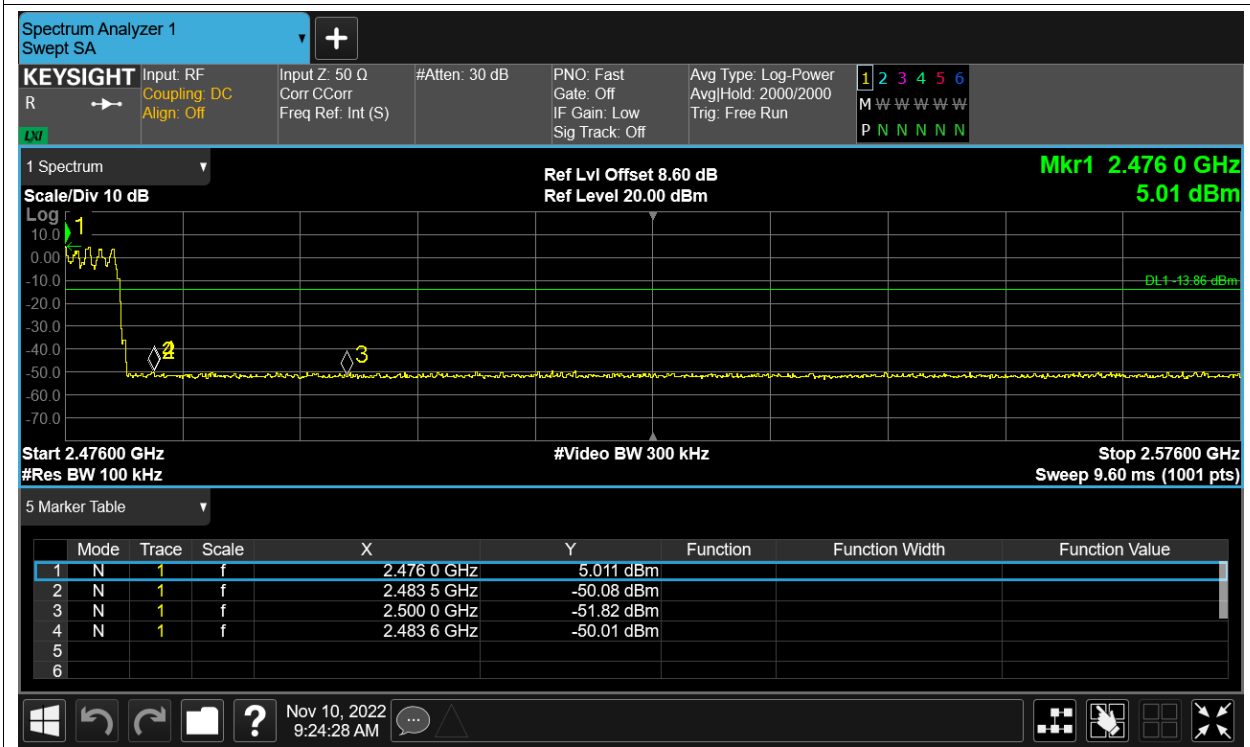 Spectrum Analyzer 1
Swept SA
KEYSIGHT Input: RF Input Z: 50 Ω #Atten: 30 dB PNO: Fast Avg Type: Log-Power 1 2 3 4 5 6
R Coupling: DC Corr CCorr Gate: Off Avg|Hold: 2000/2000 M W W W W W
Align: Off Freq Ref: Int (S) IF Gain: Low Trig: Free Run
LXI Sig Track: Off P N N N N N
1 Spectrum Ref Lvl Offset 8.60 dB Mkr1 2.476 0 GHz
Scale/Div 10 dB Ref Level 20.00 dBm 5.01 dBm
Log
1
10.0
0.00
-10.0 DL1 -13.86 dBm
-20.0
-30.0
-40.0 2 4 3
-50.0
-60.0
-70.0
Start 2.47600 GHz #Video BW 300 kHz Stop 2.57600 GHz
#Res BW 100 kHz Sweep 9.60 ms (1001 pts)
5 Marker Table
Mode Trace Scale X Y Function Function Width Function Value
1 N 1 f 2.476 0 GHz 5.011 dBm
2 N 1 f 2.483 5 GHz -50.08 dBm
3 N 1 f 2.500 0 GHz -51.82 dBm
4 N 1 f 2.483 6 GHz -50.01 dBm
5
6
? Nov 10, 2022
9:24:28 AM